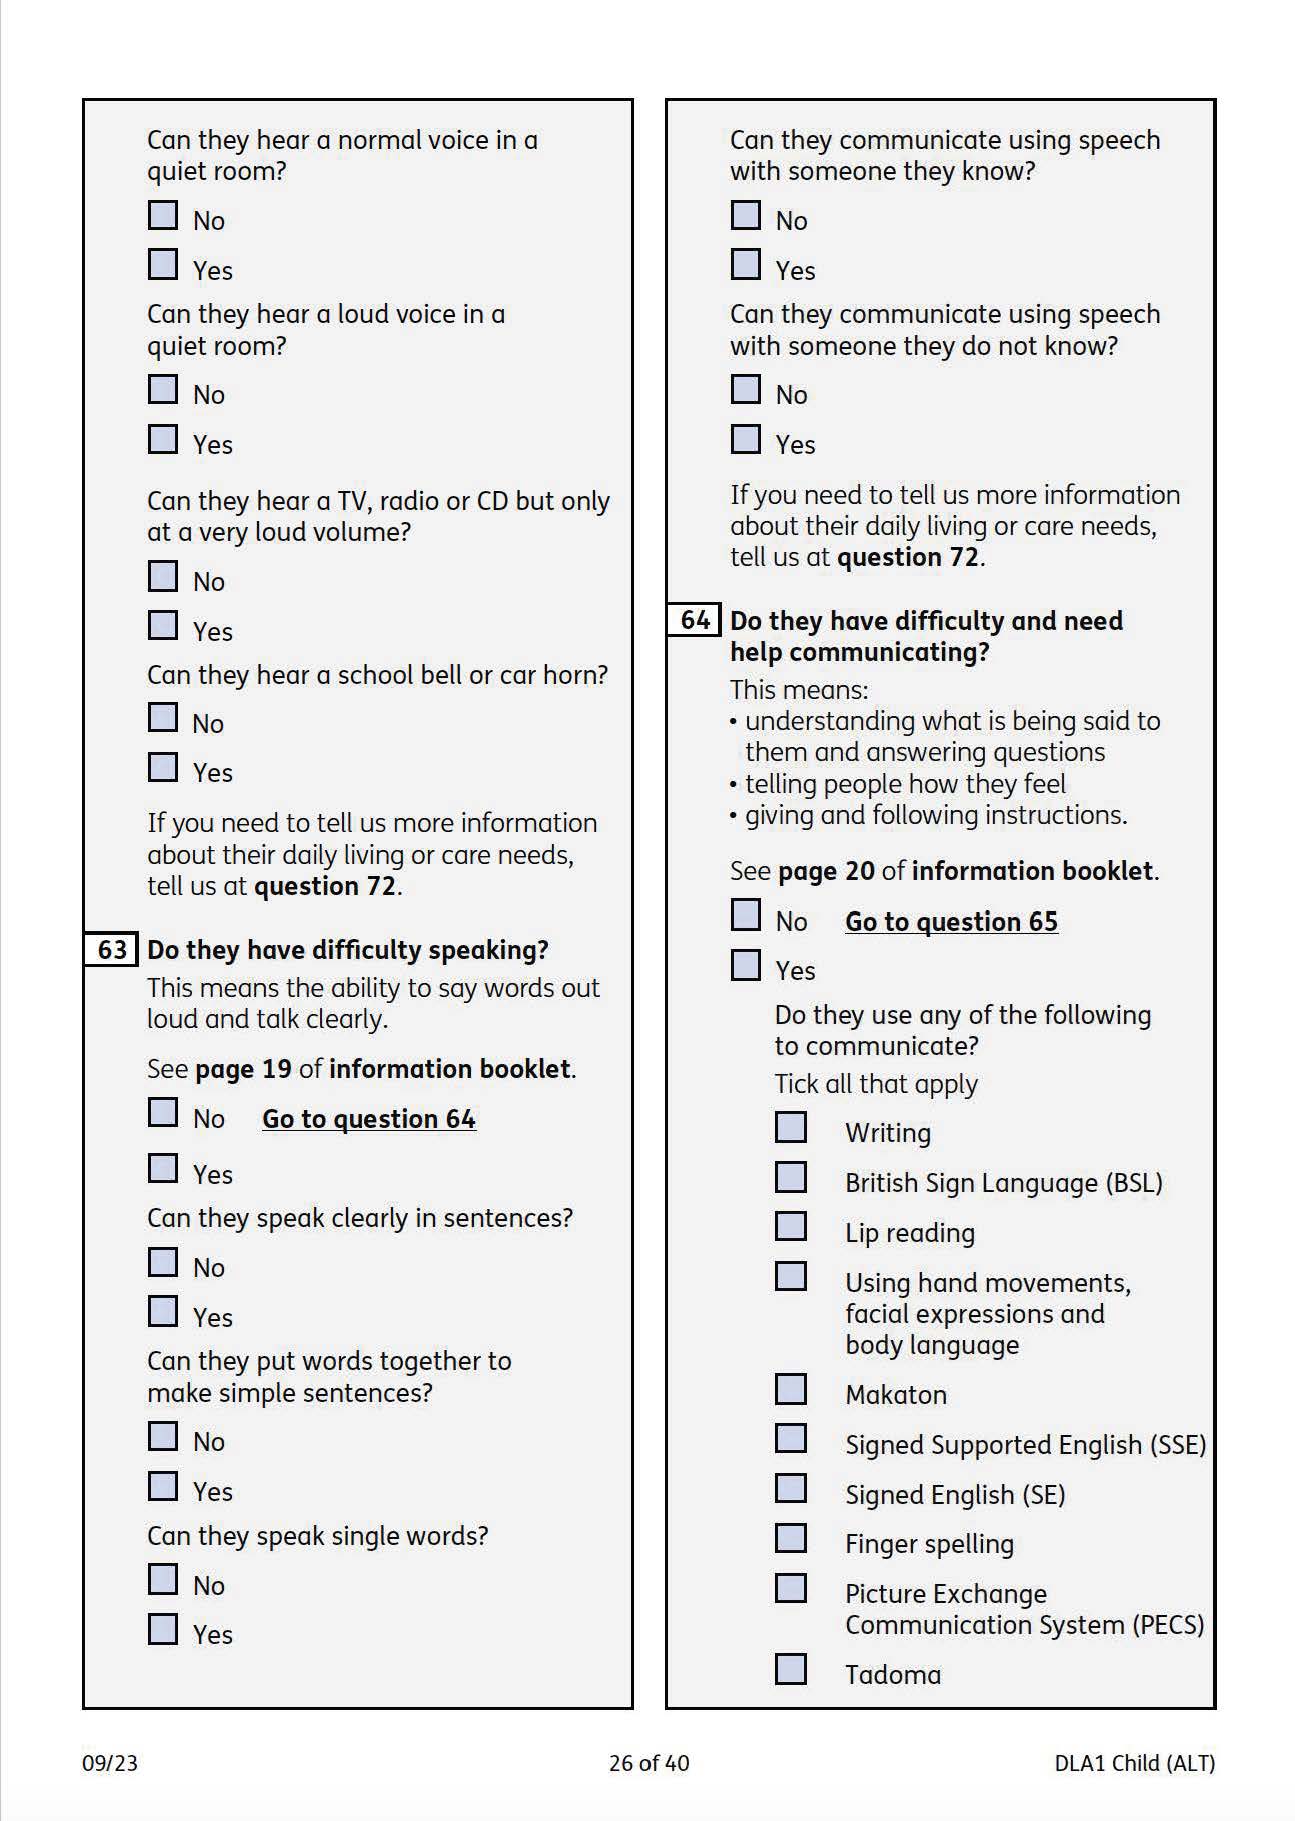 Can they hear a normal voice in a
quiet room?
No
Yes
Can they hear a loud voice in a
quiet room?
No
Yes
Can they hear a TV, radio or CD but only
at a very loud volume?
No
Yes
Can they hear a school bell or car horn?
No
Yes
If you need to tell us more information
about their daily living or care needs,
tell us at question 72.
63 Do they have difficulty speaking?
This means the ability to say words out
loud and talk clearly.
See page 19 of information booklet.
No Go to question 64
Yes
Can they speak clearly in sentences?
No
Yes
Can they put words together to
make simple sentences?
No
Yes
Can they speak single words?
No
Yes
Can they communicate using speech
with someone they know?
No
Yes
Can they communicate using speech
with someone they do not know?
No
Yes
If you need to tell us more information
about their daily living or care needs,
tell us at question 72.
64 Do they have difficulty and need
help communicating?
This means:
• understanding what is being said to
them and answering questions
• telling people how they feel
• giving and following instructions.
See page 20 of information booklet.
No Go to question 65
Yes
Do they use any of the following
to communicate?
Tick all that apply
Writing
British Sign Language (BSL)
Lip reading
Using hand movements,
facial expressions and
body language
Makaton
Signed Supported English (SSE)
Signed English (SE)
Finger spelling
Picture Exchange
Communication System (PECS)
Tadoma
09/23 26 of 40 DLA1 Child (ALT)